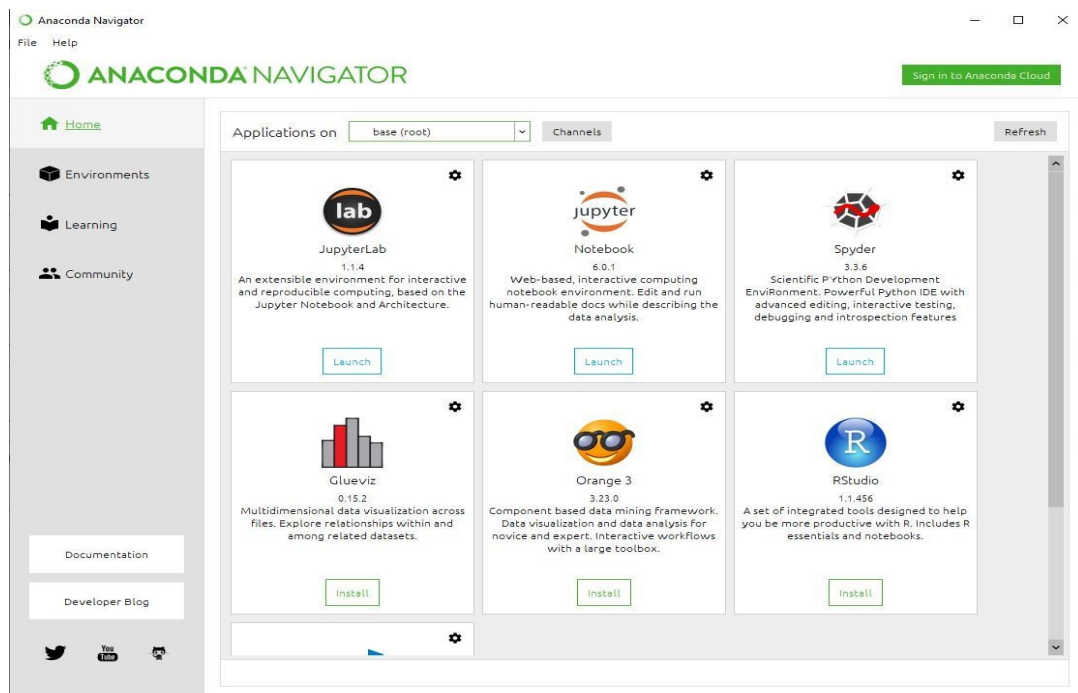 Anaconda Navigator
File Help
ANACONDA NAVIGATOR
Sign in to Anaconda Cloud
Home
Environments
Learning
Community
Documentation
Developer Blog
You
Tube
Applications on base (root) Channels Refresh
lab
JupyterLab
1.1.4
An extensible environment for interactive
and reproducible computing, based on the
Jupyter Notebook and Architecture.
Launch
jupyter
Notebook
6.0.1
Web-based, interactive computing
notebook environment. Edit and run
human-readable docs while describing the
data analysis.
Launch
Spyder
3.3.6
Scientific PYthon Development
EnviRonment. Powerful Python IDE with
advanced editing, interactive testing,
debugging and introspection features
Launch
Glueviz
0.15.2
Multidimensional data visualization across
files. Explore relationships within and
among related datasets.
Install
Orange 3
3.23.0
Component based data mining framework.
Data visualization and data analysis for
novice and expert. Interactive workflows
with a large toolbox.
Install
R
RStudio
1.1.456
A set of integrated tools designed to help
you be more productive with R. Includes R
essentials and notebooks.
Install